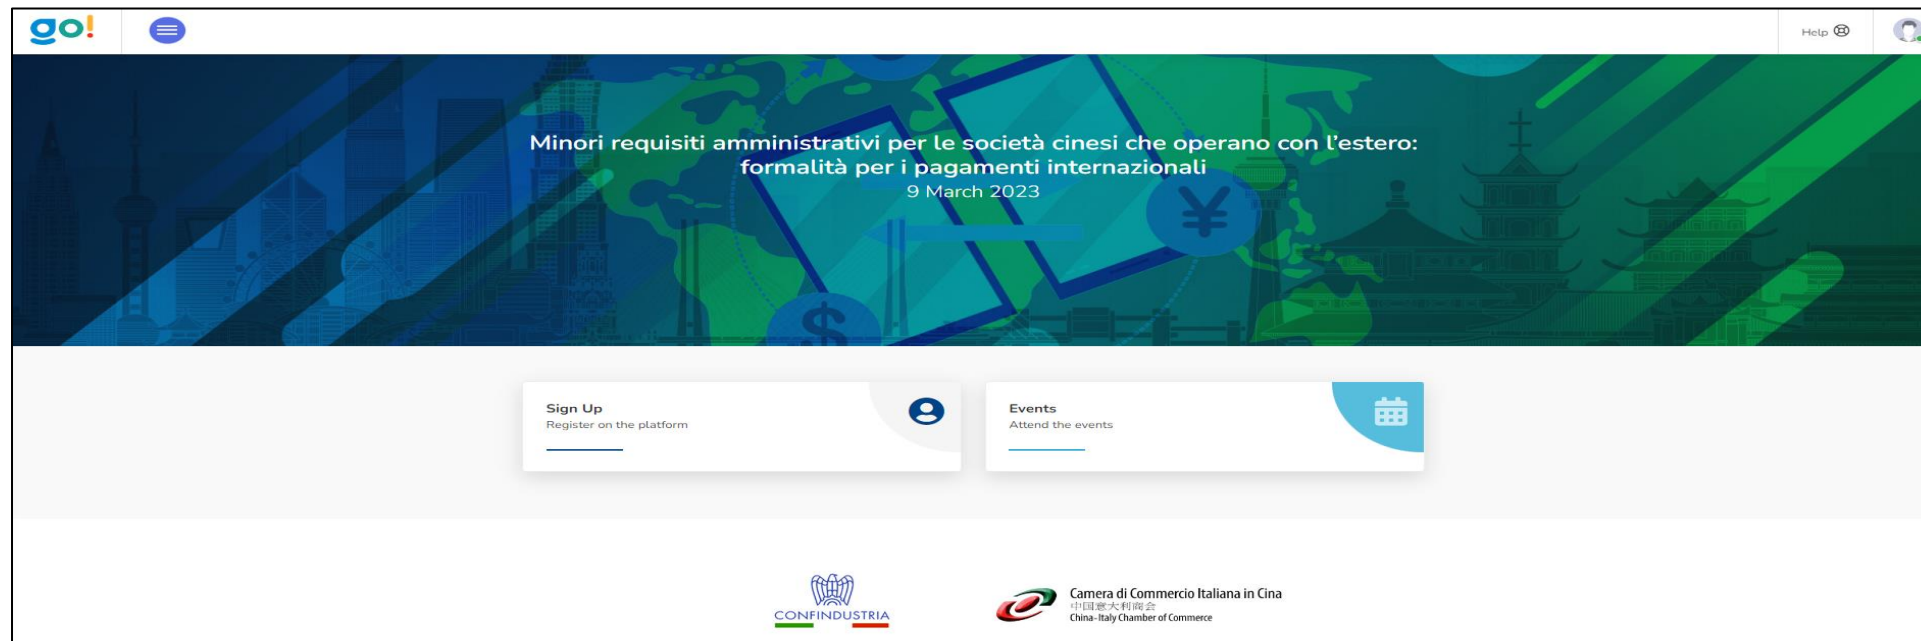 go!
Help
Minori requisiti amministrativi per le società cinesi che operano con l'estero:
formalità per i pagamenti internazionali
9 March 2023
¥
$
Sign Up
Register on the platform
Events
Attend the events
CONFINDUSTRIA
Camera di Commercio Italiana in Cina
中国意大利商会
China-Italy Chamber of Commerce